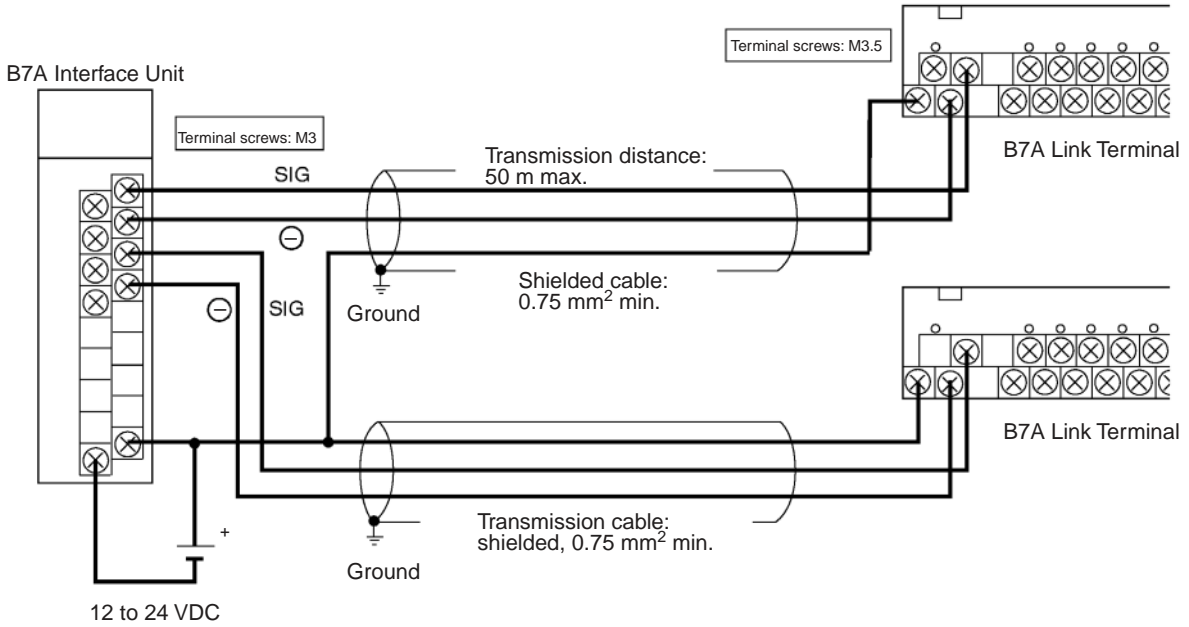 Terminal screws: M3.5
B7A Interface Unit
Terminal screws: M3
B7A Link Terminal
Transmission distance:
50 m max.
SIG
Shielded cable:
0.75 mm² min.
SIG
Ground
B7A Link Terminal
Transmission cable:
shielded, 0.75 mm² min.
+
Ground
12 to 24 VDC